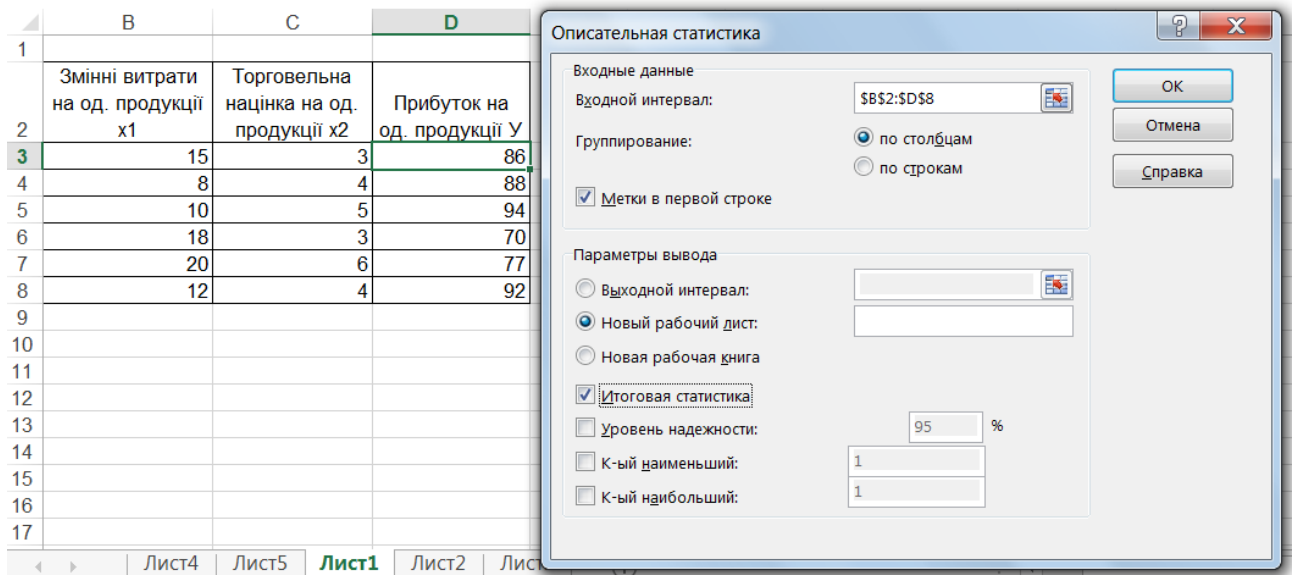 B C D
1
Змінні витрати
на од. продукції
x1
Торговельна
націнка на од.
продукції x2
Прибуток на
од. продукції У
2
3 15 3 86
4 8 4 88
5 10 5 94
6 18 3 70
7 20 6 77
8 12 4 92
9
10
11
12
13
14
15
16
17
Лист4 Лист5 Лист1 Лист2 Лист
Описательная статистика
Входные данные
Входной интервал: $B$2:$D$8
Группирование: по столбцам
по строкам
Метки в первой строке
Параметры вывода
Выходной интервал:
Новый рабочий лист:
Новая рабочая книга
Итоговая статистика
Уровень надежности: 95 %
К-ый наименьший: 1
К-ый наибольший: 1
ОК
Отмена
Справка